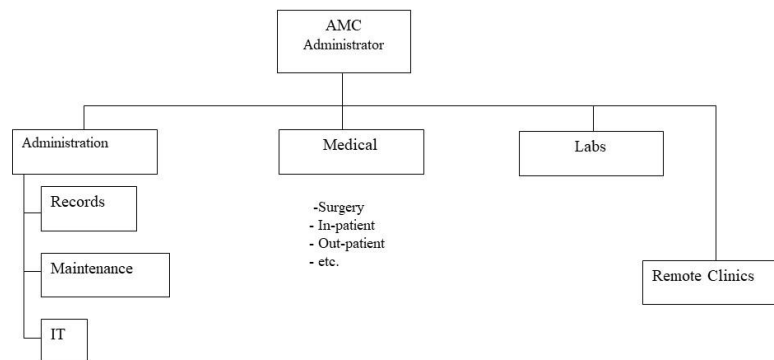 AMC
Administrator
Administration
Medical
Labs
Records
-Surgery
- In-patient
- Out-patient
- etc.
Maintenance
Remote Clinics
IT